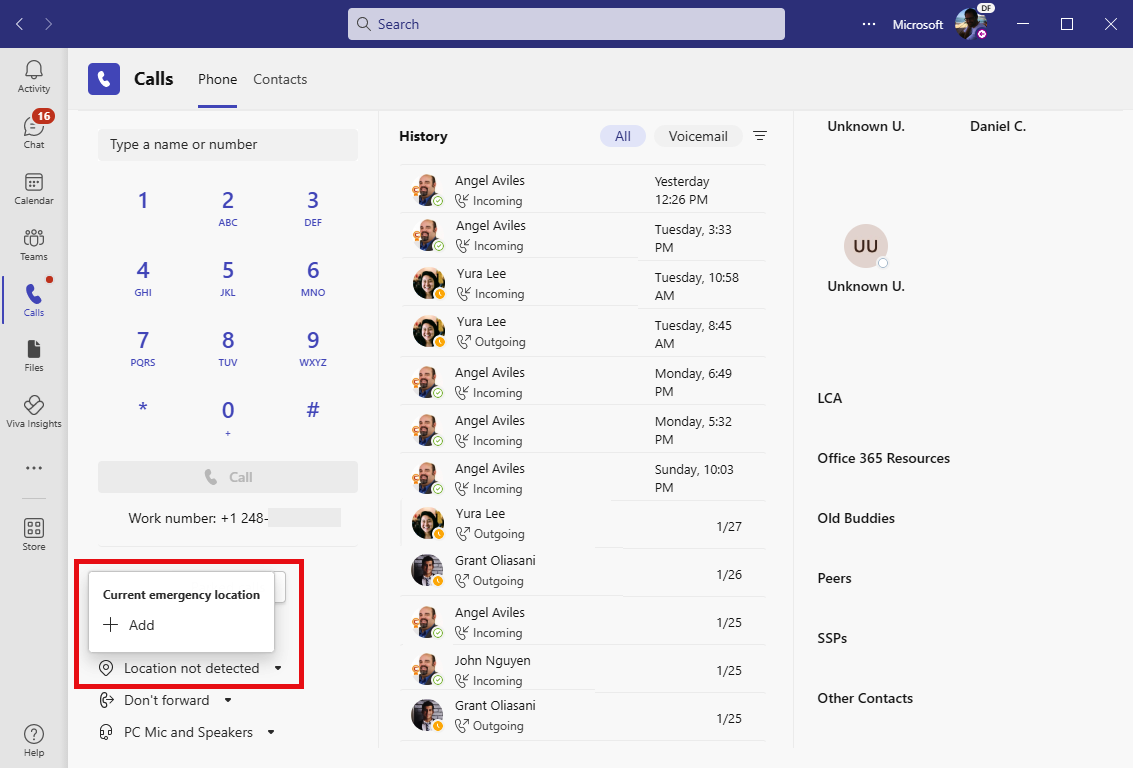 Search
Microsoft
DF
Activity
16
Chat
Calendar
Teams
Calls
Files
Viva Insights
Store
Help
Calls
Phone
Contacts
Type a name or number
1
2
3
ABC
DEF
4
5
6
GHI
JKL
MNO
7
8
9
PQRS
TUV
WXYZ
*
0
#
+
Call
Work number: +1 248-
Current emergency location
Add
Location not detected
Don't forward
PC Mic and Speakers
History
All
Voicemail
Angel Aviles
Incoming
Yesterday
12:26 PM
Angel Aviles
Incoming
Tuesday, 3:33
PM
Yura Lee
Incoming
Tuesday, 10:58
AM
Yura Lee
Outgoing
Tuesday, 8:45
AM
Angel Aviles
Incoming
Monday, 6:49
PM
Angel Aviles
Incoming
Monday, 5:32
PM
Angel Aviles
Incoming
Sunday, 10:03
PM
Yura Lee
Outgoing
1/27
Grant Oliasani
Outgoing
1/26
Angel Aviles
Incoming
1/25
John Nguyen
Incoming
1/25
Grant Oliasani
Outgoing
1/25
Unknown U.
Daniel C.
UU
Unknown U.
LCA
Office 365 Resources
Old Buddies
Peers
SSPs
Other Contacts